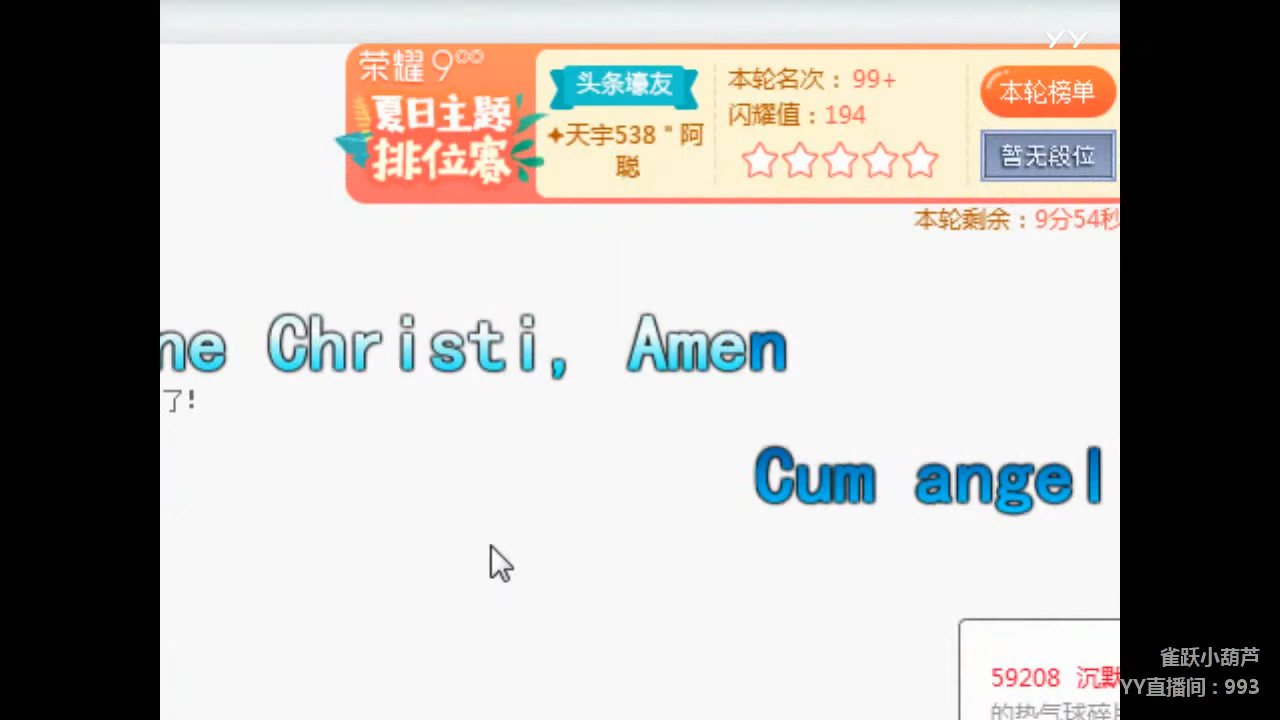 YY
荣耀9∞
夏日主题
排位赛
头条壕友
✦天宇538 " 阿
聪
本轮名次：99+
闪耀值：194
本轮榜单
暂无段位
本轮剩余：9分54秒
ne Christi, Amen
了!
Cum angel
59208 沉默
的热气球碎
雀跃小葫芦
YY直播间：993